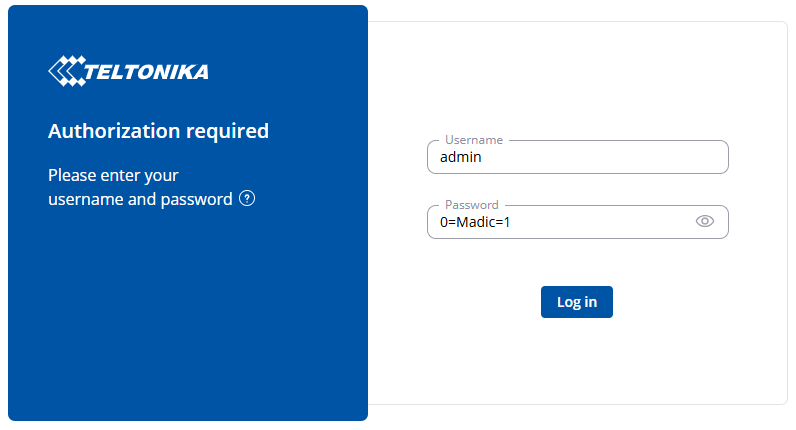 TELTONIKA
Authorization required
Please enter your
username and password ?
Username
admin
Password
0=Madic=1
Log in